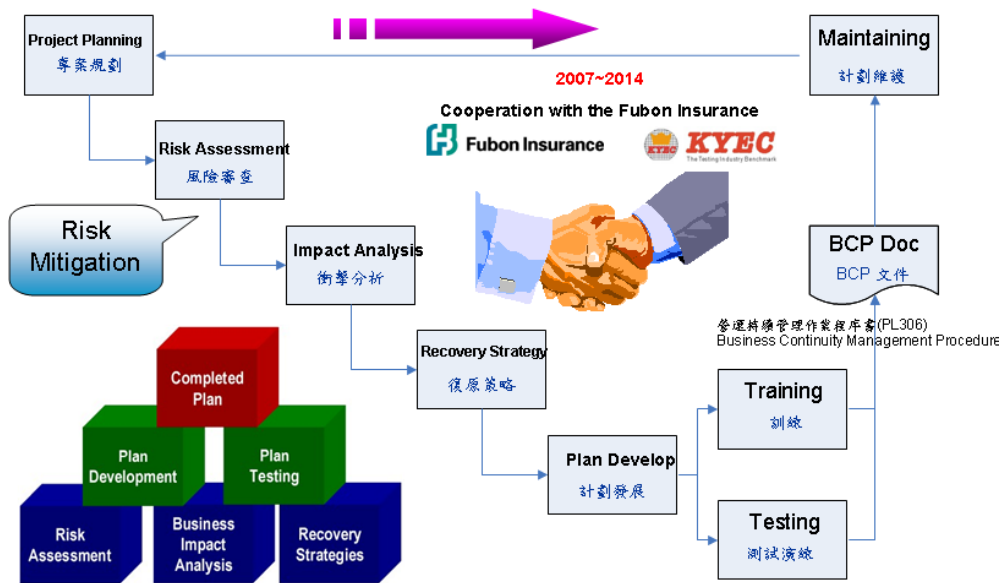 Project Planning
專案規劃
Maintaining
計劃維護
2007~2014
Cooperation with the Fubon Insurance
Fubon Insurance
KYEC
KYEC
The Testing Industry Benchmark
Risk Assessment
風險審查
Risk
Mitigation
Impact Analysis
衝擊分析
BCP Doc
BCP 文件
營運持續管理作業程序書(PL306)
Business Continuity Management Procedure
Recovery Strategy
復原策略
Training
訓練
Plan Develop
計劃發展
Testing
測試演練
Completed
Plan
Plan
Development
Plan
Testing
Risk
Assessment
Business
Impact
Analysis
Recovery
Strategies